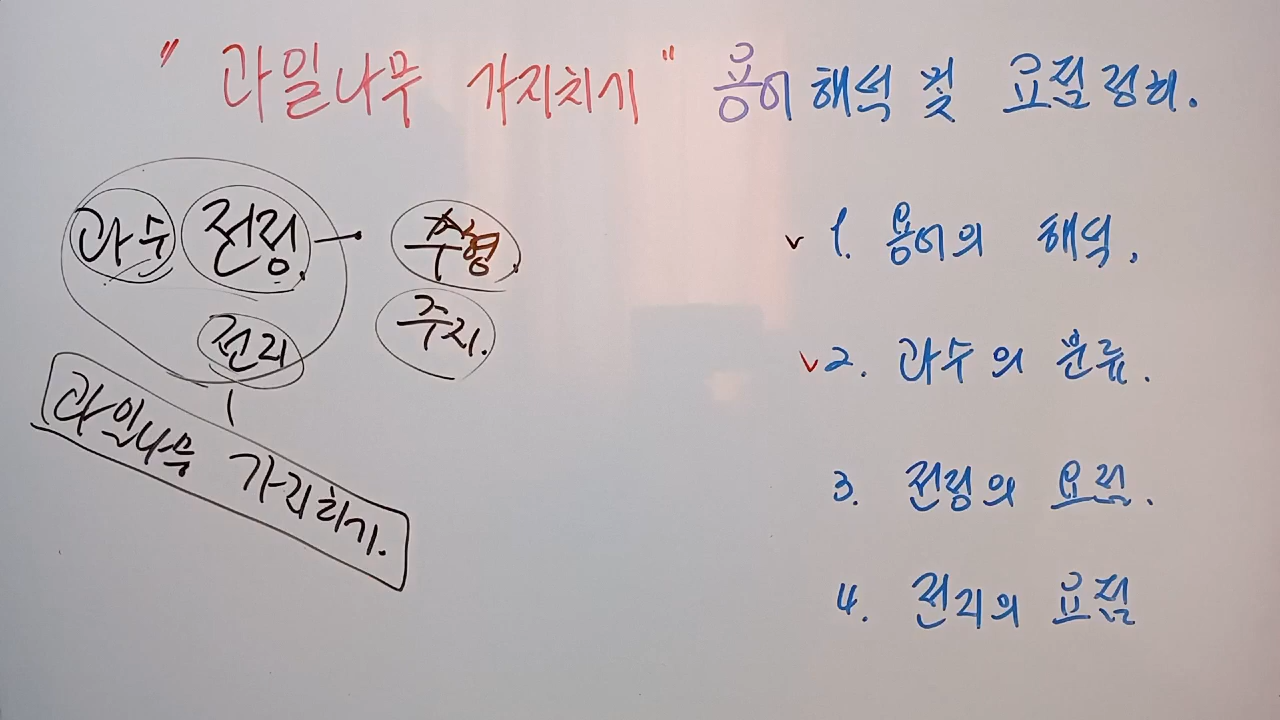 "과일나무 가지치기" 용어해석 및 요점정리.
과수 전정 수형.
전지 주지.
과일나무 가지치기.
v 1. 용어의 해석.
v 2. 과수의 분류.
3. 전정의 요점.
4. 전지의 요점